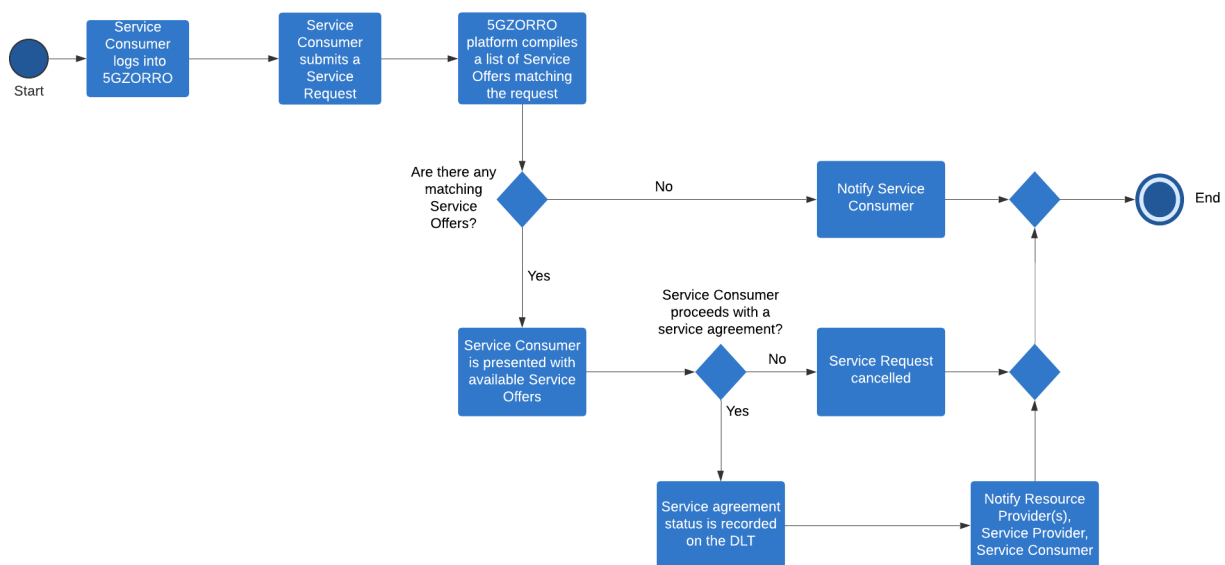 Start
Service
Consumer
logs into
5GZORRO
Service
Consumer
submits a
Service
Request
5GZORRO
platform compiles
a list of Service
Offers matching
the request
Are there any
matching
Service
Offers?
No
Notify Service
Consumer
End
Yes
Service Consumer
is presented with
available Service
Offers
Service Consumer
proceeds with a
service agreement?
No
Service Request
cancelled
Yes
Service agreement
status is recorded
on the DLT
Notify Resource
Provider(s),
Service Provider,
Service Consumer